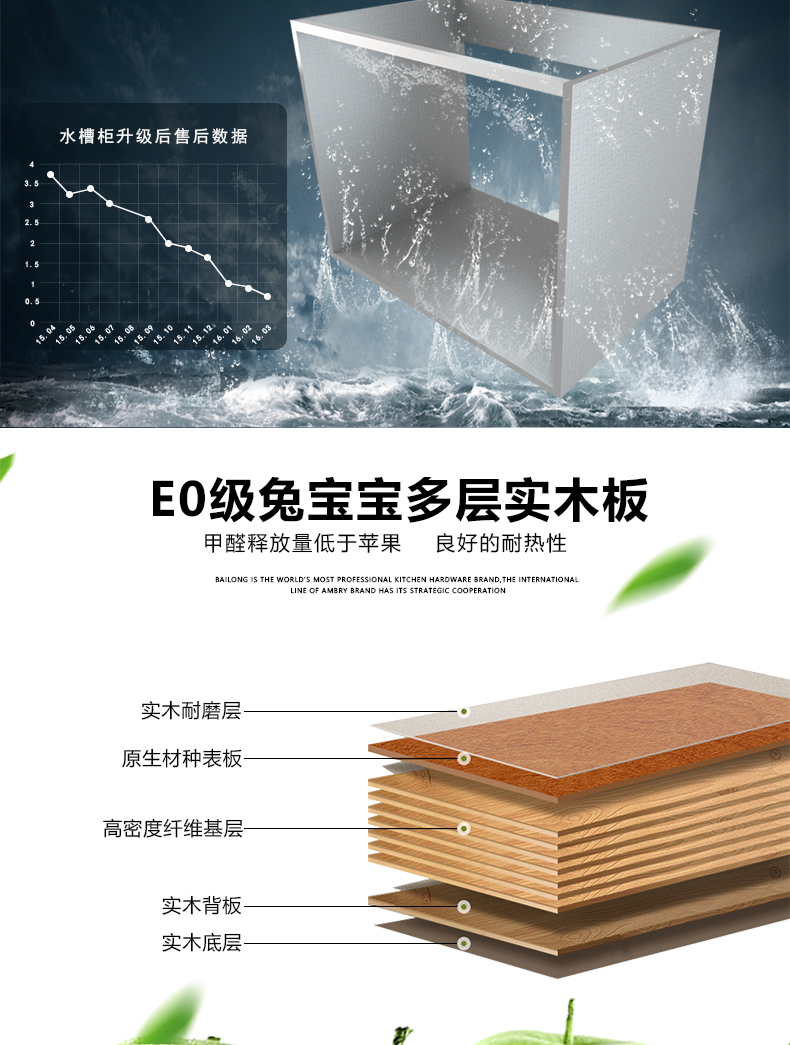 水槽柜升级后售后数据
4
3.5
3
2.5
2
1.5
1
0.5
0
15.04 15.05 15.06 15.07 15.08 15.09 15.10 15.11 15.12 16.01 16.02 16.03
E0级兔宝宝多层实木板
甲醛释放量低于苹果 良好的耐热性
BAILONG IS THE WORLD'S MOST PROFESSIONAL KITCHEN HARDWARE BRAND,THE INTERNATIONAL
LINE OF AMBRY BRAND HAS ITS STRATEGIC COOPERATION
实木耐磨层
原生材种表板
高密度纤维基层
实木背板
实木底层